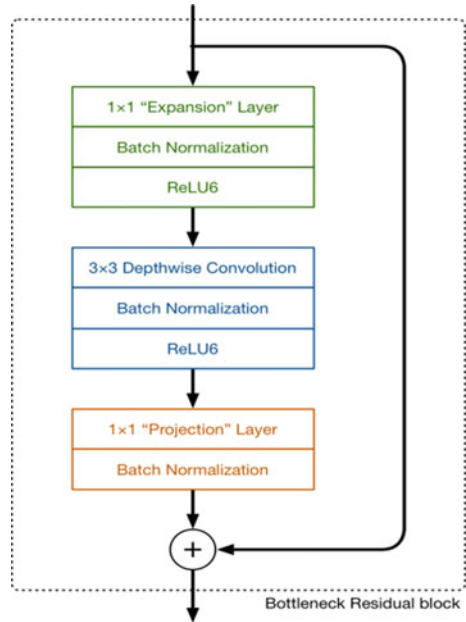 1×1 “Expansion” Layer
Batch Normalization
ReLU6
3×3 Depthwise Convolution
Batch Normalization
ReLU6
1×1 “Projection” Layer
Batch Normalization
+
Bottleneck Residual block